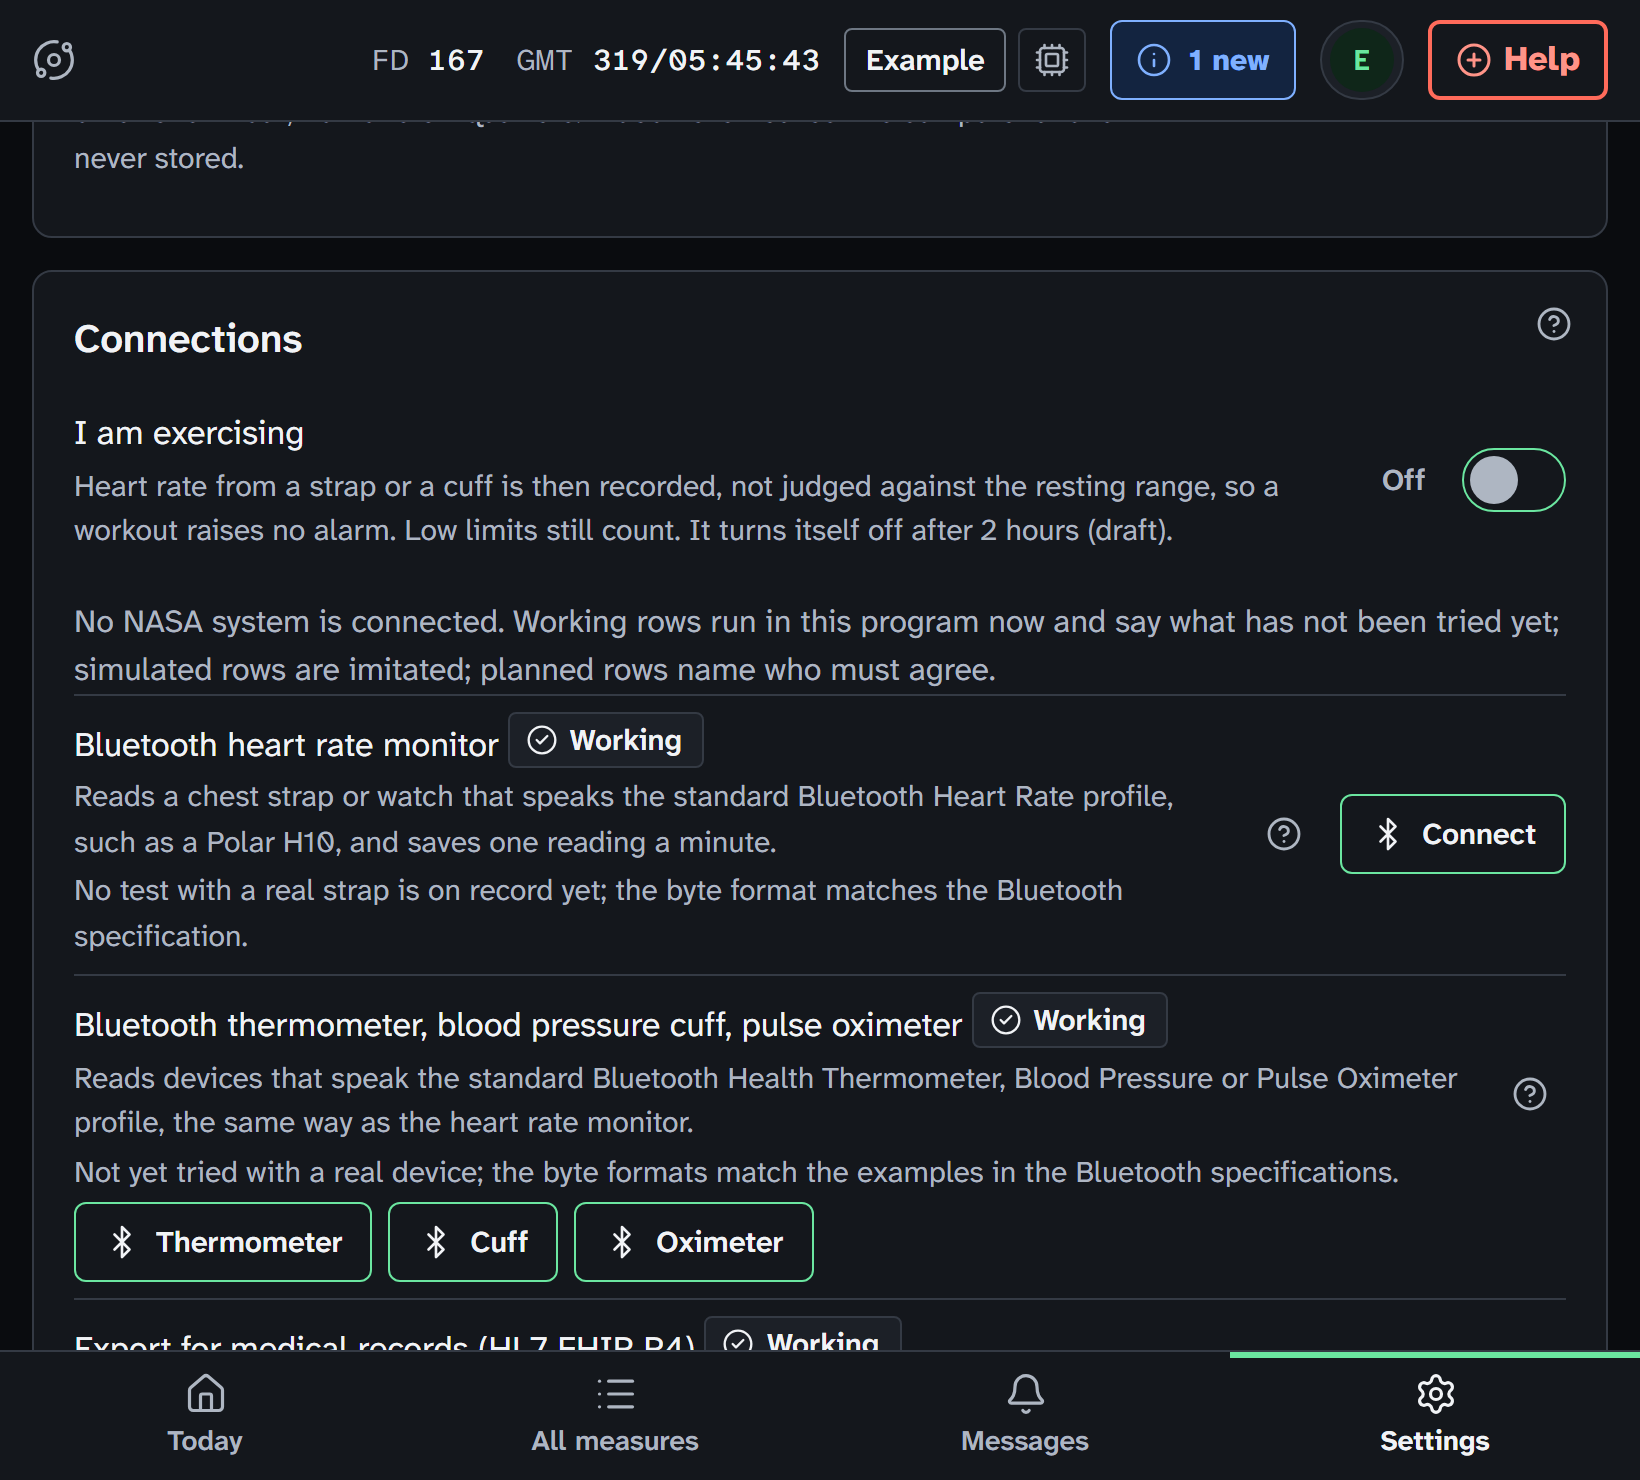 FD 167 GMT 319/05:45:43 Example 1 new E Help
never stored.
Connections
I am exercising
Heart rate from a strap or a cuff is then recorded, not judged against the resting range, so a
workout raises no alarm. Low limits still count. It turns itself off after 2 hours (draft).
Off
No NASA system is connected. Working rows run in this program now and say what has not been tried yet;
simulated rows are imitated; planned rows name who must agree.
Bluetooth heart rate monitor Working
Reads a chest strap or watch that speaks the standard Bluetooth Heart Rate profile,
such as a Polar H10, and saves one reading a minute.
No test with a real strap is on record yet; the byte format matches the Bluetooth
specification.
Connect
Bluetooth thermometer, blood pressure cuff, pulse oximeter Working
Reads devices that speak the standard Bluetooth Health Thermometer, Blood Pressure or Pulse Oximeter
profile, the same way as the heart rate monitor.
Not yet tried with a real device; the byte formats match the examples in the Bluetooth specifications.
Thermometer Cuff Oximeter
Export for medical records (HL7 FHIR R4) Working
Today All measures Messages Settings